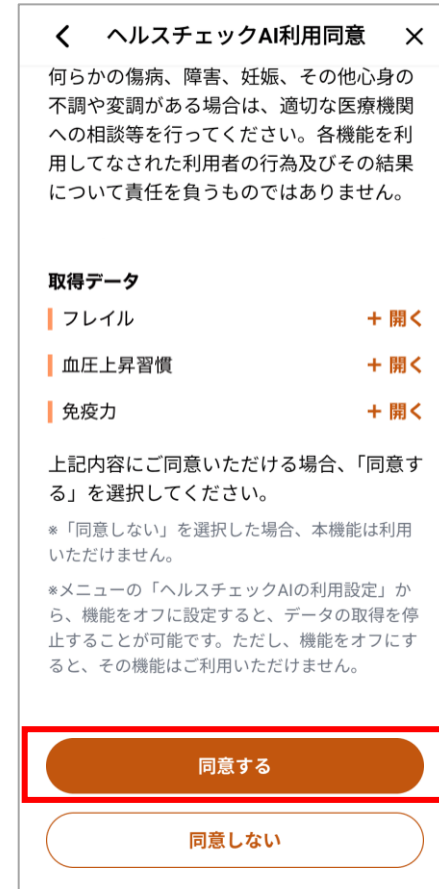 ヘルスチェックAI利用同意
何らかの傷病、障害、妊娠、その他心身の
不調や変調がある場合は、適切な医療機関
への相談等を行ってください。各機能を利
用してなされた利用者の行為及びその結果
について責任を負うものではありません。
取得データ
フレイル ＋ 開く
血圧上昇習慣 ＋ 開く
免疫力 ＋ 開く
上記内容にご同意いただける場合、「同意す
る」を選択してください。
※「同意しない」を選択した場合、本機能は利用
いただけません。
※メニューの「ヘルスチェックAIの利用設定」か
ら、機能をオフに設定すると、データの取得を停
止することが可能です。ただし、機能をオフにす
ると、その機能はご利用いただけません。
同意する
同意しない